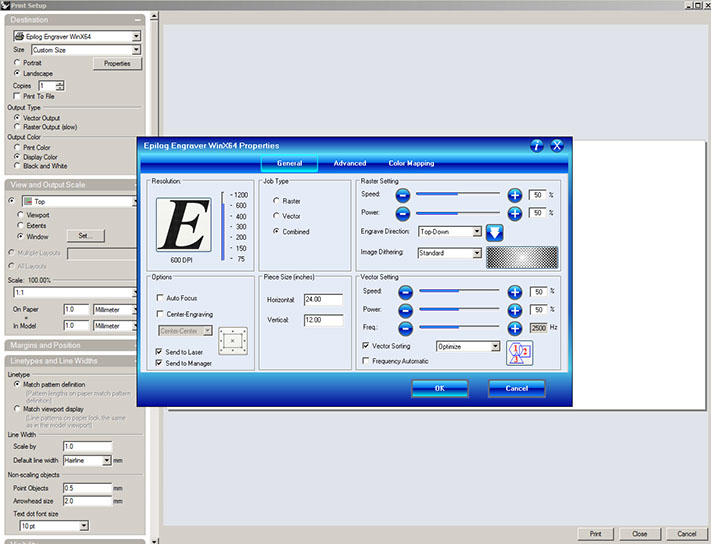 Print Setup
Destination
Epilog Engraver WinX64
Size Custom Size
Portrait
Properties
Landscape
Copies 1
Print To File
Output Type
Vector Output
Raster Output (slow)
Output Color
Print Color
Display Color
Black and White
View and Output Scale
Top
Viewport
Extents
Window Set...
Multiple Layouts
All Layouts
Scale: 100.00%
1:1
On Paper 1.0 Millimeter
=
In Model 1.0 Millimeter
Margins and Position
Linetypes and Line Widths
Linetype
Match pattern definition
(Pattern lengths on paper match pattern
definition)
Match viewport display
(Line patterns on paper look the same
as in the model viewport)
Line Width
Scale by 1.0
Default line width Hairline mm
Non-scaling objects
Point Objects 0.5 mm
Arrowhead size 2.0 mm
Text dot font size
10 pt
Epilog Engraver WinX64 Properties
General Advanced Color Mapping
Resolution:
E
600 DPI
- 1200
- 600
- 400
- 300
- 200
- 150
- 75
Job Type
Raster
Vector
Combined
Raster Setting
Speed: 50 %
Power: 50 %
Engrave Direction: Top-Down
Image Dithering: Standard
Options
Auto Focus
Center-Engraving
Center-Center
Send to Laser
Send to Manager
Piece Size (inches)
Horizontal: 24.00
Vertical: 12.00
Vector Setting
Speed: 50 %
Power: 50 %
Freq.: 2500 Hz
Vector Sorting Optimize
Frequency Automatic
OK Cancel
Print Close Cancel